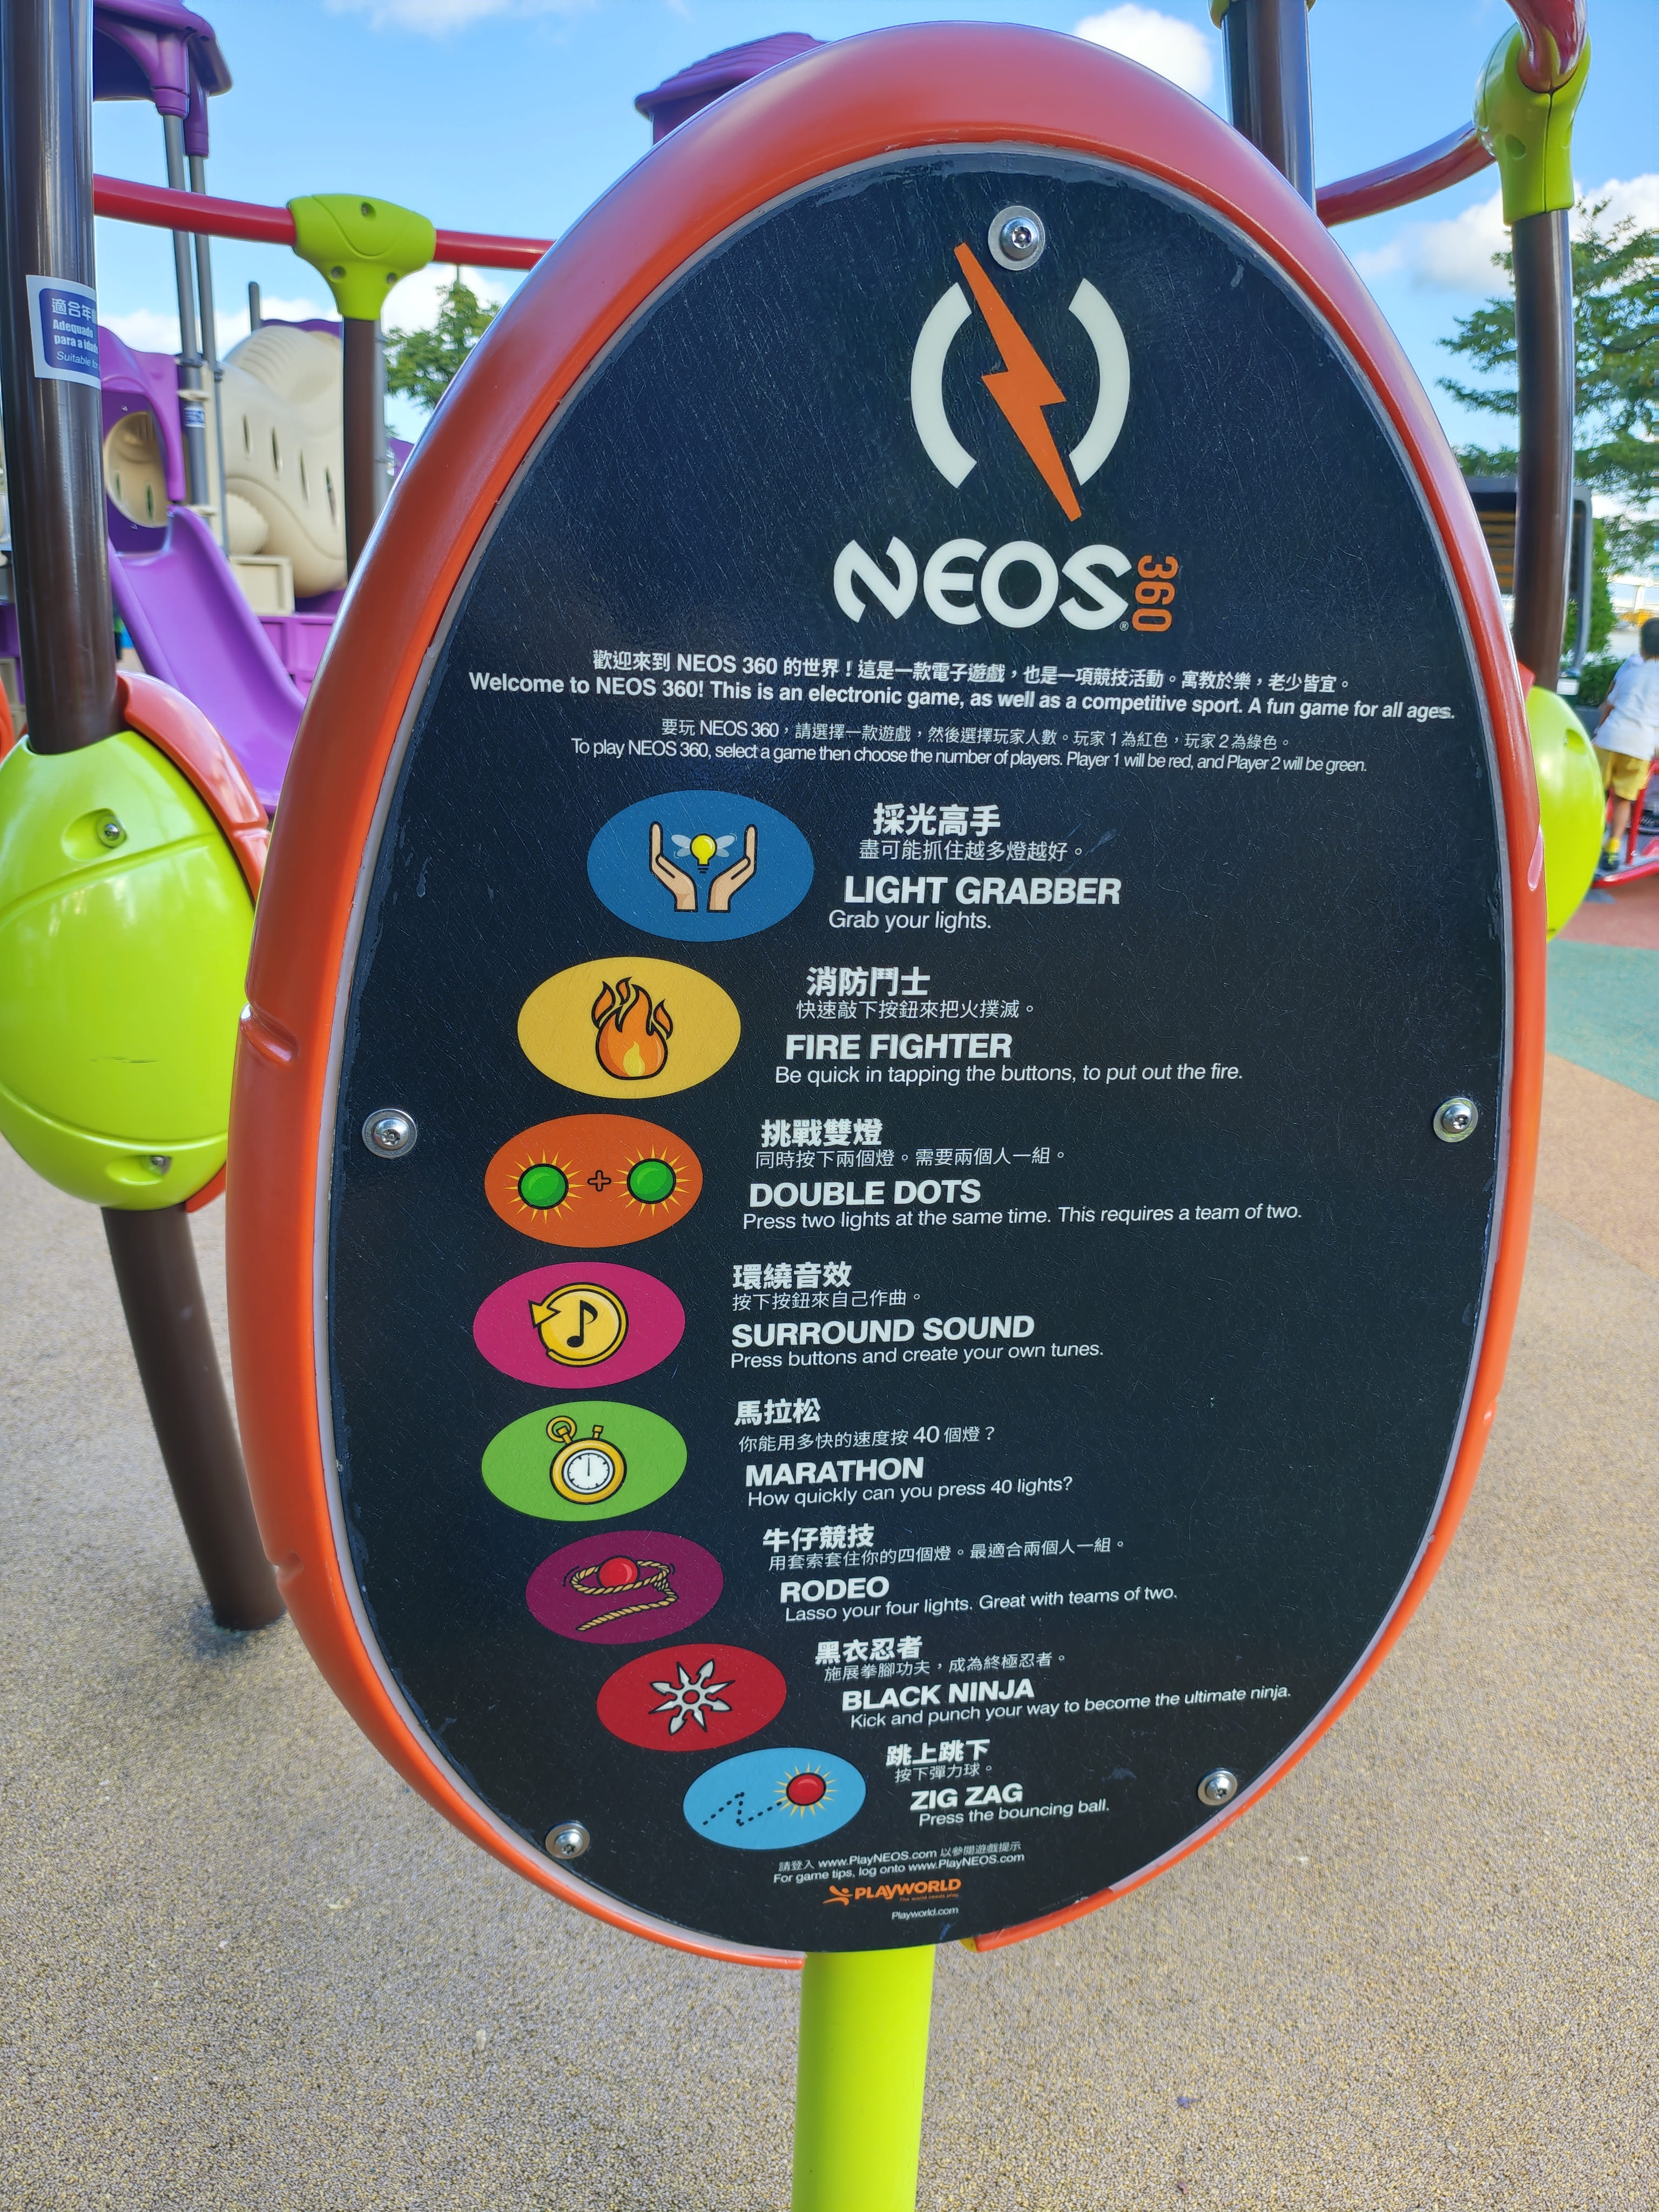 適合年
Adequado
para a idad
Suitable for
NEOS® 360
歡迎來到 NEOS 360 的世界！這是一款電子遊戲，也是一項競技活動。寓教於樂，老少皆宜。
Welcome to NEOS 360! This is an electronic game, as well as a competitive sport. A fun game for all ages.
要玩 NEOS 360，請選擇一款遊戲，然後選擇玩家人數。玩家 1 為紅色，玩家 2 為綠色。
To play NEOS 360, select a game then choose the number of players. Player 1 will be red, and Player 2 will be green.
採光高手
盡可能抓住越多燈越好。
LIGHT GRABBER
Grab your lights.
消防鬥士
快速敲下按鈕來把火撲滅。
FIRE FIGHTER
Be quick in tapping the buttons, to put out the fire.
挑戰雙燈
同時按下兩個燈。需要兩個人一組。
DOUBLE DOTS
Press two lights at the same time. This requires a team of two.
環繞音效
按下按鈕來自己作曲。
SURROUND SOUND
Press buttons and create your own tunes.
馬拉松
你能用多快的速度按 40 個燈？
MARATHON
How quickly can you press 40 lights?
牛仔競技
用套索套住你的四個燈。最適合兩個人一組。
RODEO
Lasso your four lights. Great with teams of two.
黑衣忍者
施展拳腳功夫，成為終極忍者。
BLACK NINJA
Kick and punch your way to become the ultimate ninja.
跳上跳下
按下彈力球。
ZIG ZAG
Press the bouncing ball.
請登入 www.PlayNEOS.com 以參閱遊戲提示
For game tips, log onto www.PlayNEOS.com
PLAYWORLD
The world needs play.
Playworld.com